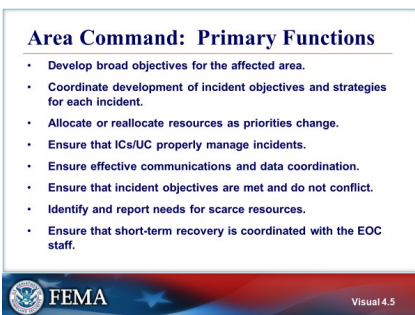 Area Command:  Primary Functions
• Develop broad objectives for the affected area.
• Coordinate development of incident objectives and strategies
for each incident.
• Allocate or reallocate resources as priorities change.
• Ensure that ICs/UC properly manage incidents.
• Ensure effective communications and data coordination.
• Ensure that incident objectives are met and do not conflict.
• Identify and report needs for scarce resources.
• Ensure that short-term recovery is coordinated with the EOC
staff.
FEMA
Visual 4.5